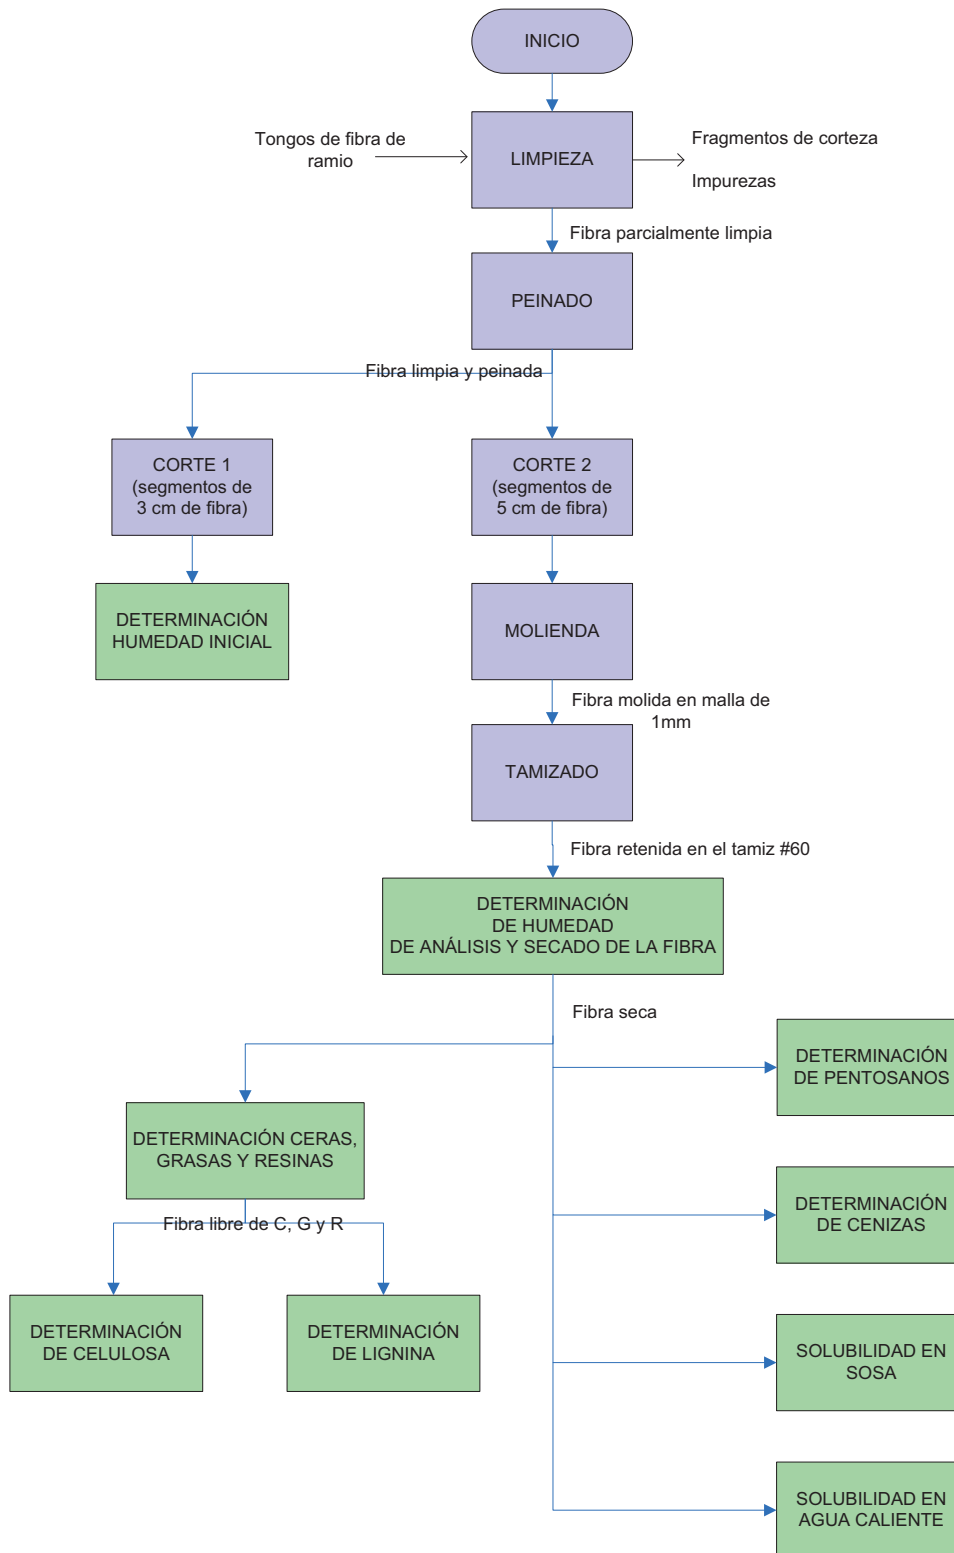 INICIO
Tongos de fibra de
ramio
LIMPIEZA
Fragmentos de corteza
Impurezas
Fibra parcialmente limpia
PEINADO
Fibra limpia y peinada
CORTE 1
(segmentos de
3 cm de fibra)
CORTE 2
(segmentos de
5 cm de fibra)
DETERMINACIÓN
HUMEDAD INICIAL
MOLIENDA
Fibra molida en malla de
1mm
TAMIZADO
Fibra retenida en el tamiz #60
DETERMINACIÓN
DE HUMEDAD
DE ANÁLISIS Y SECADO DE LA FIBRA
Fibra seca
DETERMINACIÓN
DE PENTOSANOS
DETERMINACIÓN CERAS,
GRASAS Y RESINAS
Fibra libre de C, G y R
DETERMINACIÓN
DE CENIZAS
DETERMINACIÓN
DE CELULOSA
DETERMINACIÓN
DE LIGNINA
SOLUBILIDAD EN
SOSA
SOLUBILIDAD EN
AGUA CALIENTE